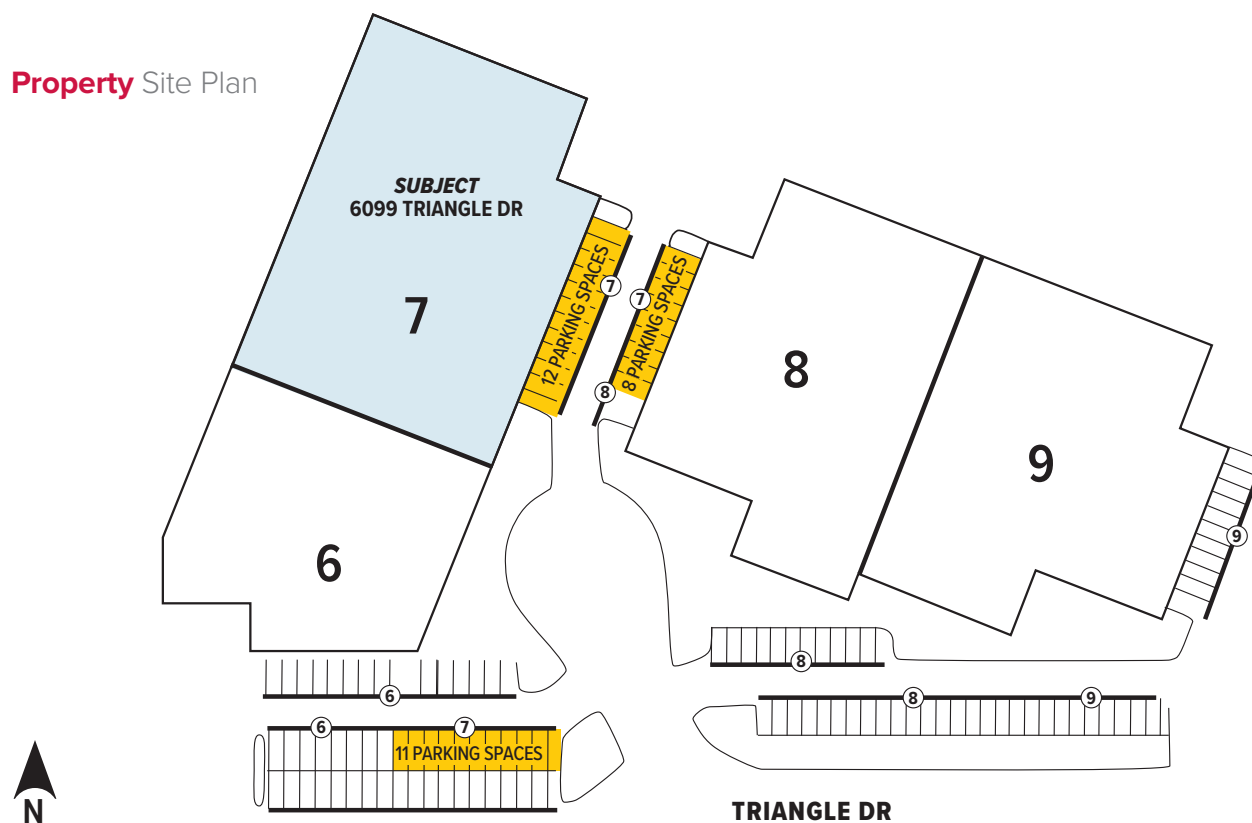 Property Site Plan
SUBJECT
6099 TRIANGLE DR
7
12 PARKING SPACES
7
7
8 PARKING SPACES
8
8
9
6
9
8
6
8
9
6
7
11 PARKING SPACES
N
TRIANGLE DR